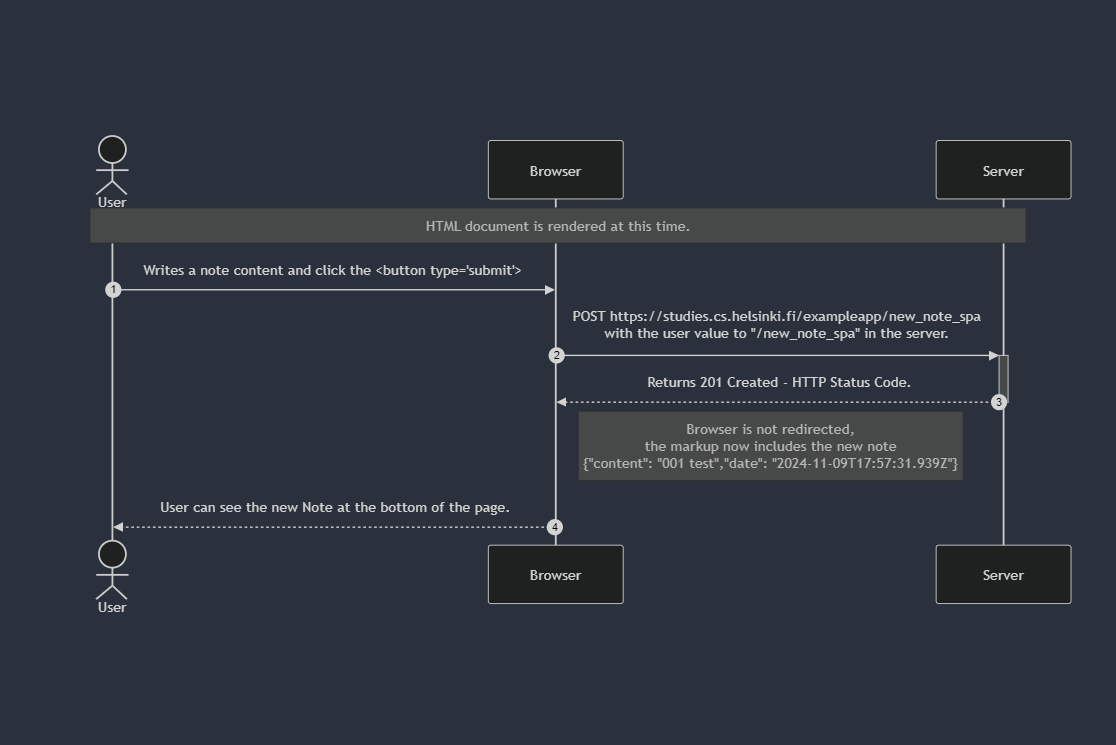 User
Browser
Server
HTML document is rendered at this time.
Writes a note content and click the <button type='submit'>
1
POST https://studies.cs.helsinki.fi/exampleapp/new_note_spa
with the user value to "/new_note_spa" in the server.
2
Returns 201 Created - HTTP Status Code.
3
Browser is not redirected,
the markup now includes the new note
{"content": "001 test","date": "2024-11-09T17:57:31.939Z"}
User can see the new Note at the bottom of the page.
4
User
Browser
Server